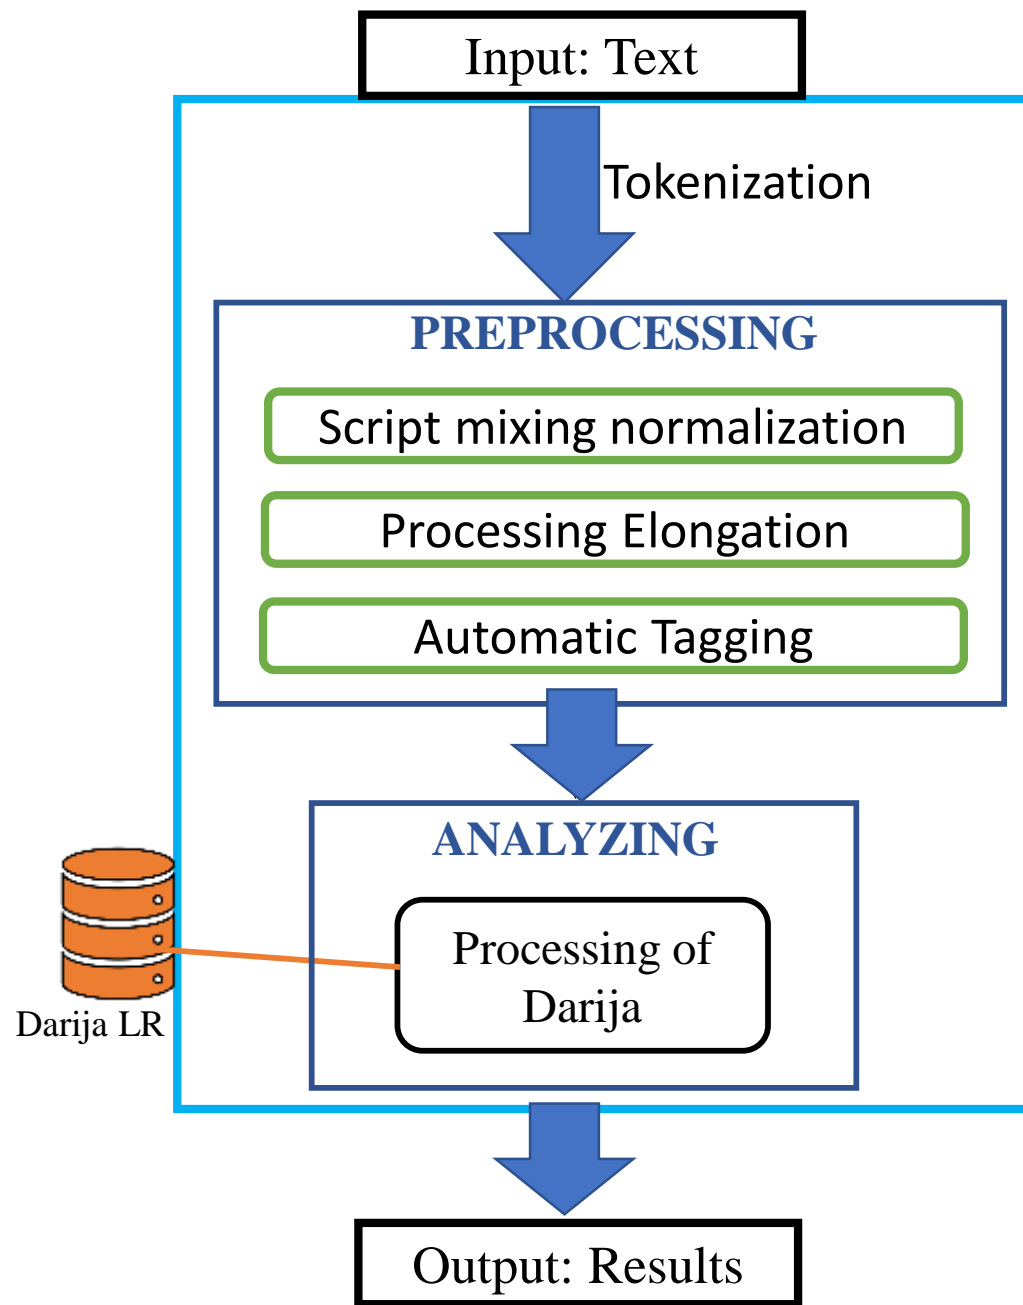 Input: Text
Tokenization
PREPROCESSING
Script mixing normalization
Processing Elongation
Automatic Tagging
ANALYZING
Processing of
Darija
Darija LR
Output: Results